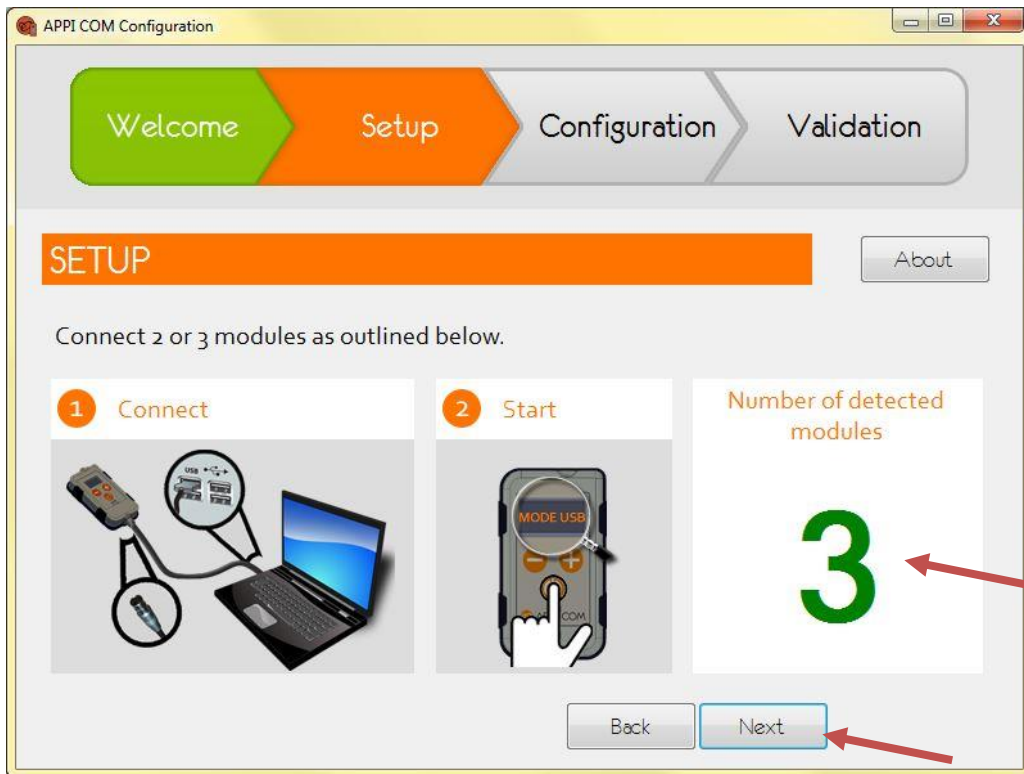 APPI COM Configuration
Welcome
Setup
Configuration
Validation
SETUP
About
Connect 2 or 3 modules as outlined below.
1 Connect
USB
2 Start
MODE USB
COM
Number of detected
modules
3
Back
Next